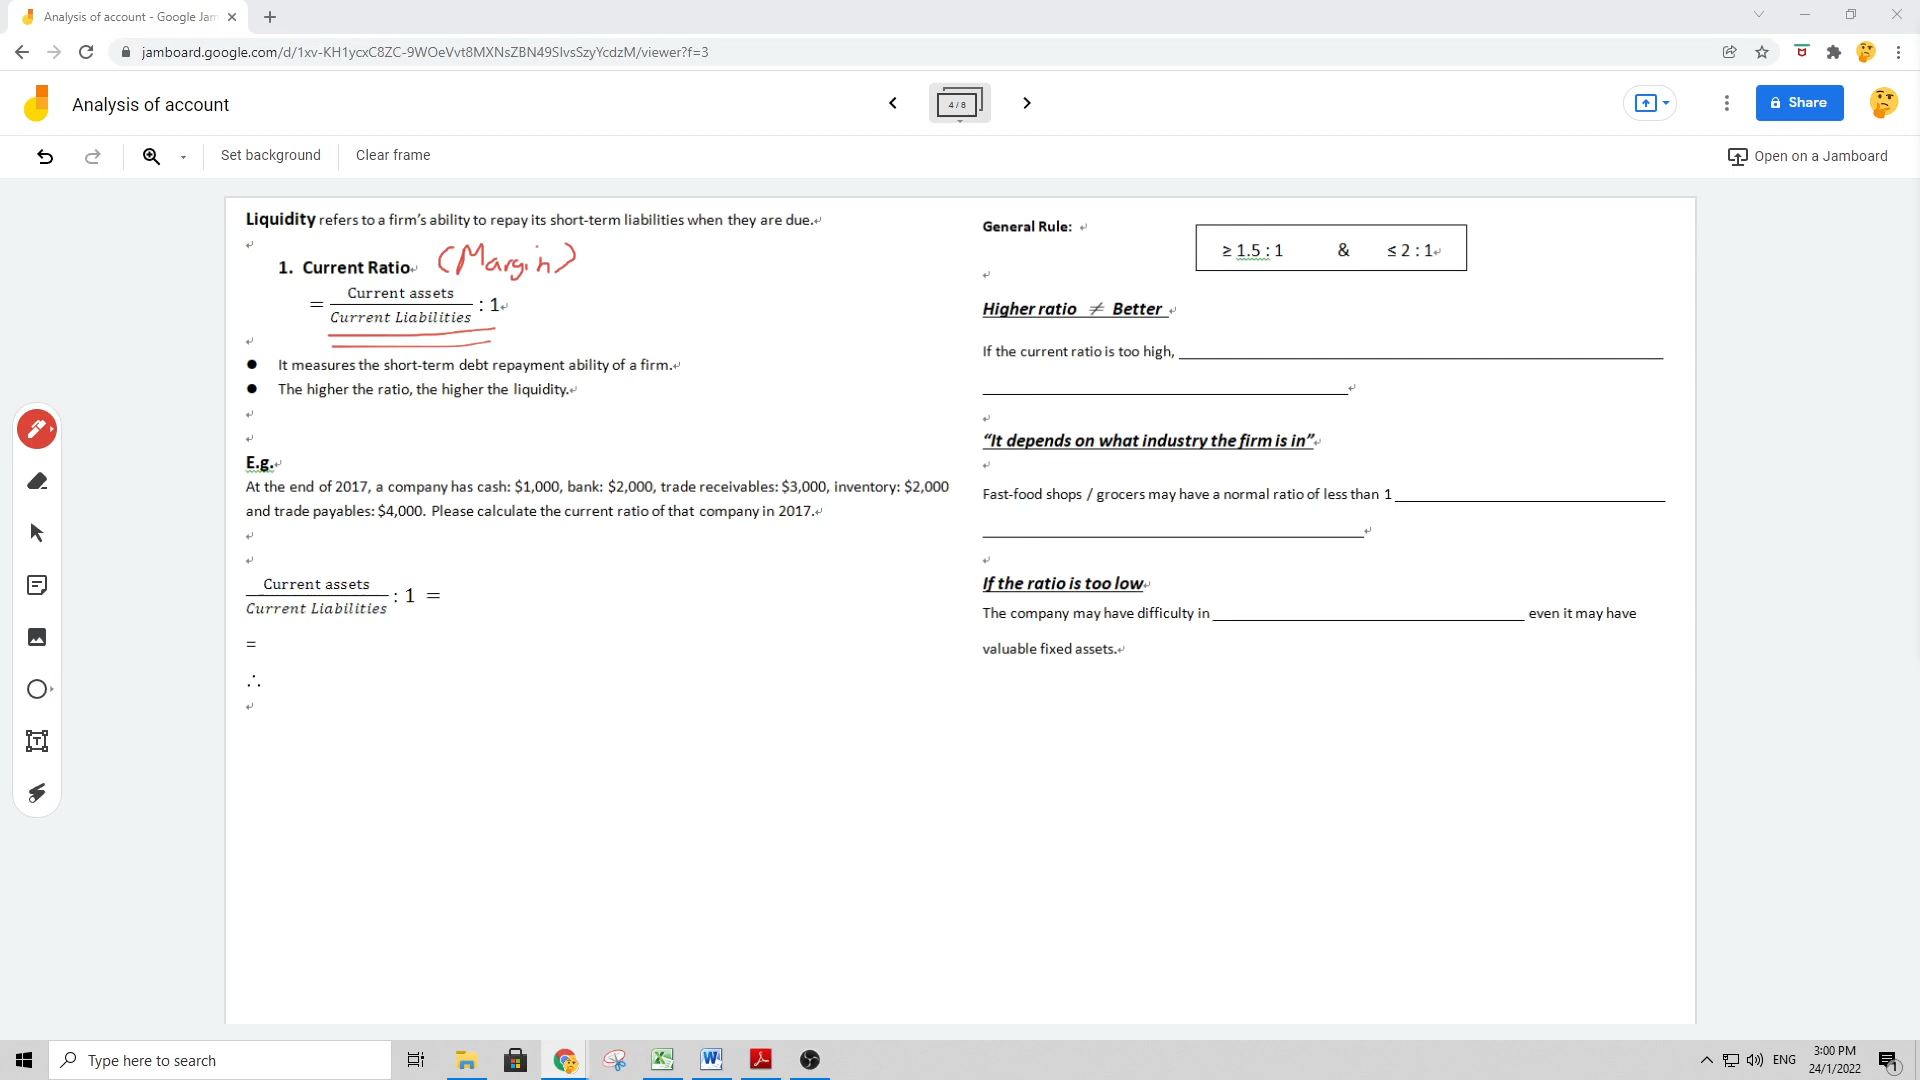 Analysis of account - Google Jam
jamboard.google.com/d/1xv-KH1ycxC8ZC-9WOeVvt8MXNsZBN49SlvsSzyYcdzM/viewer?f=3
Analysis of account
4 / 8
Share
Set background
Clear frame
Open on a Jamboard
Liquidity refers to a firm's ability to repay its short-term liabilities when they are due.
1. Current Ratio (Margin)
= Current assets
Current Liabilities : 1
● It measures the short-term debt repayment ability of a firm.
● The higher the ratio, the higher the liquidity.
E.g.
At the end of 2017, a company has cash: $1,000, bank: $2,000, trade receivables: $3,000, inventory: $2,000
and trade payables: $4,000. Please calculate the current ratio of that company in 2017.
Current assets
Current Liabilities : 1 =
=
∴
General Rule:
≥ 1.5 : 1 & ≤ 2 : 1
Higher ratio ≠ Better
If the current ratio is too high,
“It depends on what industry the firm is in”
Fast-food shops / grocers may have a normal ratio of less than 1
If the ratio is too low
The company may have difficulty in even it may have
valuable fixed assets.
Type here to search
ENG
3:00 PM
24/1/2022
1